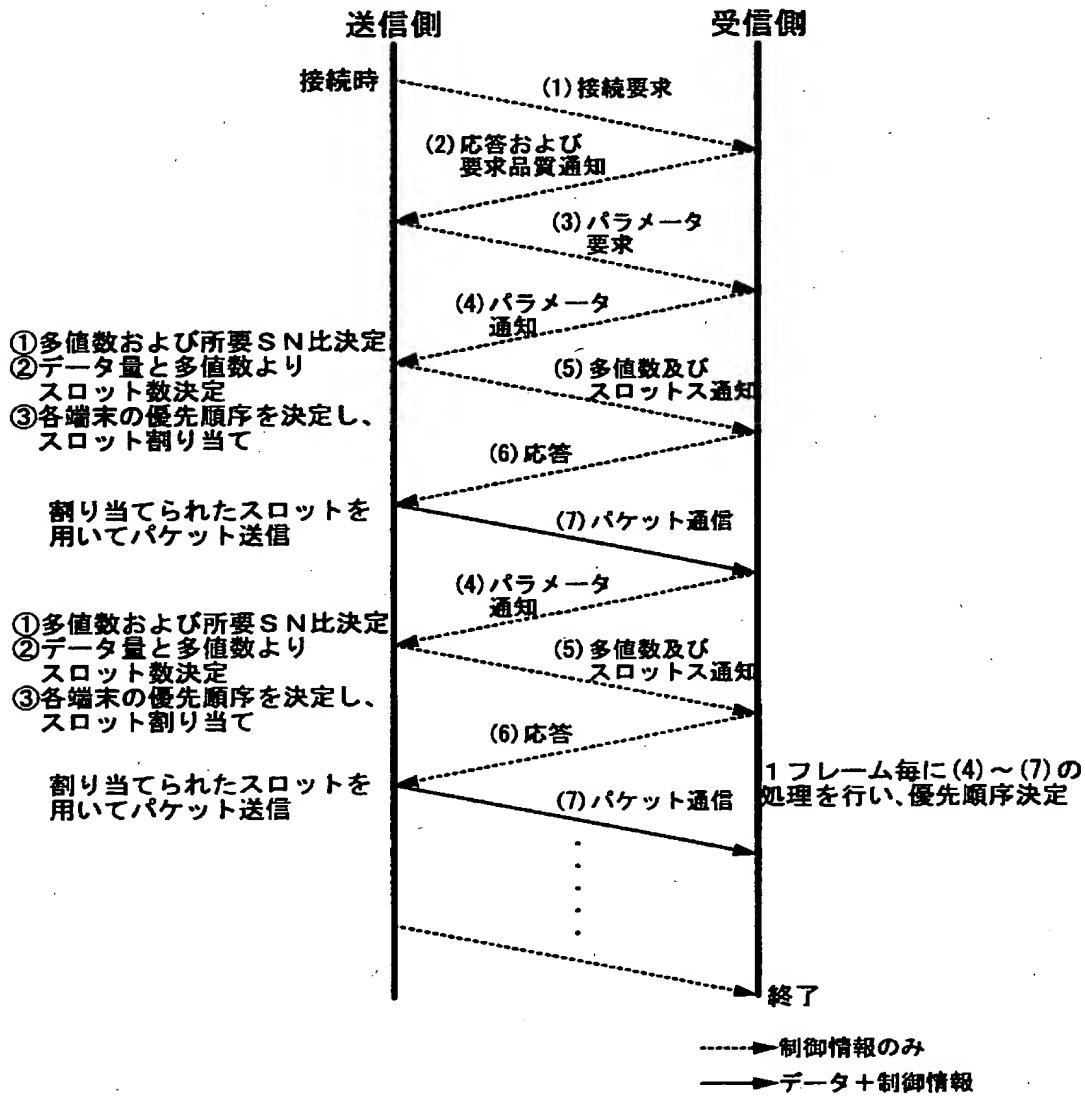 送信側
受信側
接続時
(1)接続要求
(2)応答および
要求品質通知
(3)パラメータ
要求
(4)パラメータ
通知
①多値数および所要SN比決定
②データ量と多値数より
スロット数決定
③各端末の優先順序を決定し、
スロット割り当て
(5)多値数及び
スロットス通知
(6)応答
割り当てられたスロットを
用いてパケット送信
(7)パケット通信
(4)パラメータ
通知
①多値数および所要SN比決定
②データ量と多値数より
スロット数決定
③各端末の優先順序を決定し、
スロット割り当て
(5)多値数及び
スロットス通知
(6)応答
割り当てられたスロットを
用いてパケット送信
(7)パケット通信
1フレーム毎に(4)~(7)の
処理を行い、優先順序決定
終了
制御情報のみ
データ+制御情報